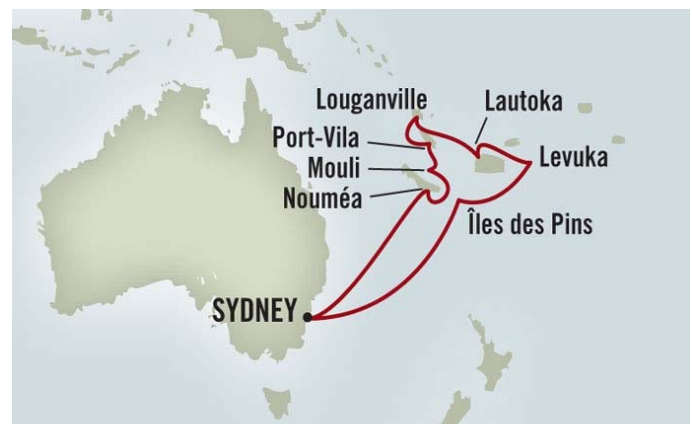 Louganville
Lautoka
Port-Vila
Levuka
Mouli
Nouméa
Îles des Pins
SYDNEY